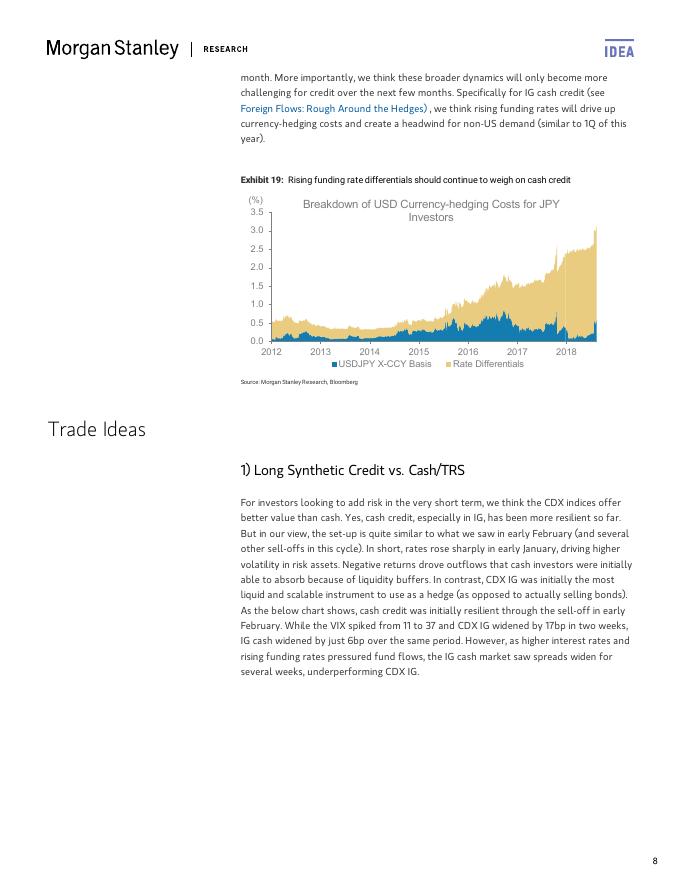 Morgan Stanley | RESEARCH
IDEA
month. More importantly, we think these broader dynamics will only become more
challenging for credit over the next few months. Specifically for IG cash credit (see
Foreign Flows: Rough Around the Hedges) , we think rising funding rates will drive up
currency-hedging costs and create a headwind for non-US demand (similar to 1Q of this
year).
Exhibit 19: Rising funding rate differentials should continue to weigh on cash credit
(%)
Breakdown of USD Currency-hedging Costs for JPY
Investors
3.5
3.0
2.5
2.0
1.5
1.0
0.5
0.0
2012 2013 2014 2015 2016 2017 2018
USDJPY X-CCY Basis Rate Differentials
Source: Morgan Stanley Research, Bloomberg
Trade Ideas
1) Long Synthetic Credit vs. Cash/TRS
For investors looking to add risk in the very short term, we think the CDX indices offer
better value than cash. Yes, cash credit, especially in IG, has been more resilient so far.
But in our view, the set-up is quite similar to what we saw in early February (and several
other sell-offs in this cycle). In short, rates rose sharply in early January, driving higher
volatility in risk assets. Negative returns drove outflows that cash investors were initially
able to absorb because of liquidity buffers. In contrast, CDX IG was initially the most
liquid and scalable instrument to use as a hedge (as opposed to actually selling bonds).
As the below chart shows, cash credit was initially resilient through the sell-off in early
February. While the VIX spiked from 11 to 37 and CDX IG widened by 17bp in two weeks,
IG cash widened by just 6bp over the same period. However, as higher interest rates and
rising funding rates pressured fund flows, the IG cash market saw spreads widen for
several weeks, underperforming CDX IG.
8